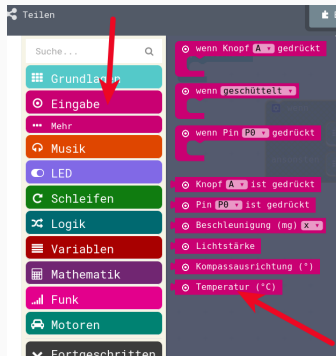 Teilen
Suche...
Grundlagen
Eingabe
Mehr
Musik
LED
Schleifen
Logik
Variablen
Mathematik
Funk
Motoren
Fortgeschritten
wenn Knopf A gedrückt
wenn geschüttelt
wenn Pin P0 gedrückt
Knopf A ist gedrückt
Pin P0 ist gedrückt
Beschleunigung (mg) x
Lichtstärke
Kompassausrichtung (°)
Temperatur (°C)